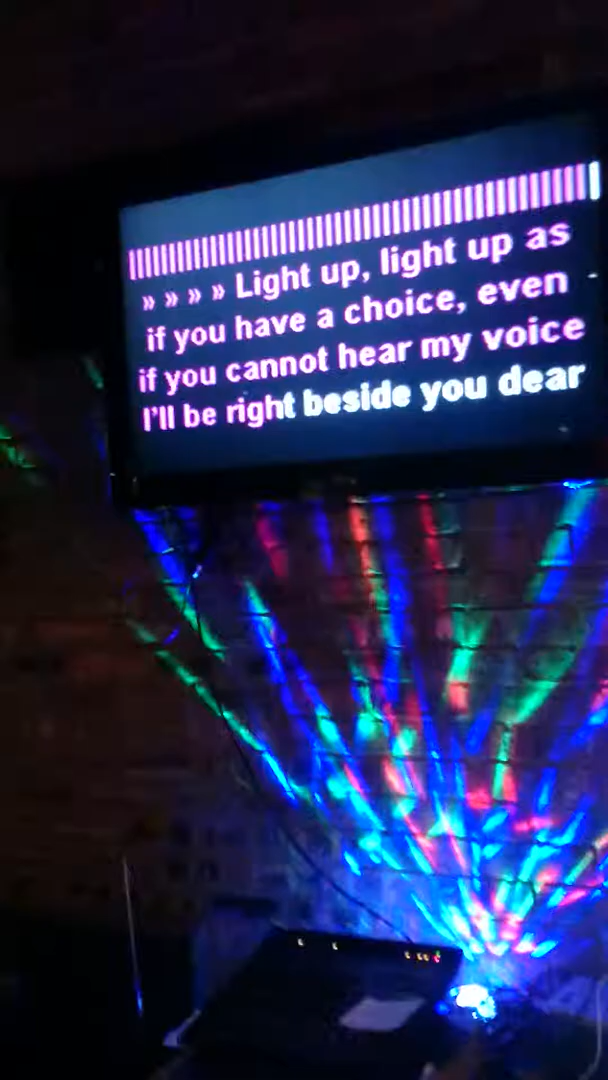 » » » » Light up, light up as
if you have a choice, even
if you cannot hear my voice
I'll be right beside you dear